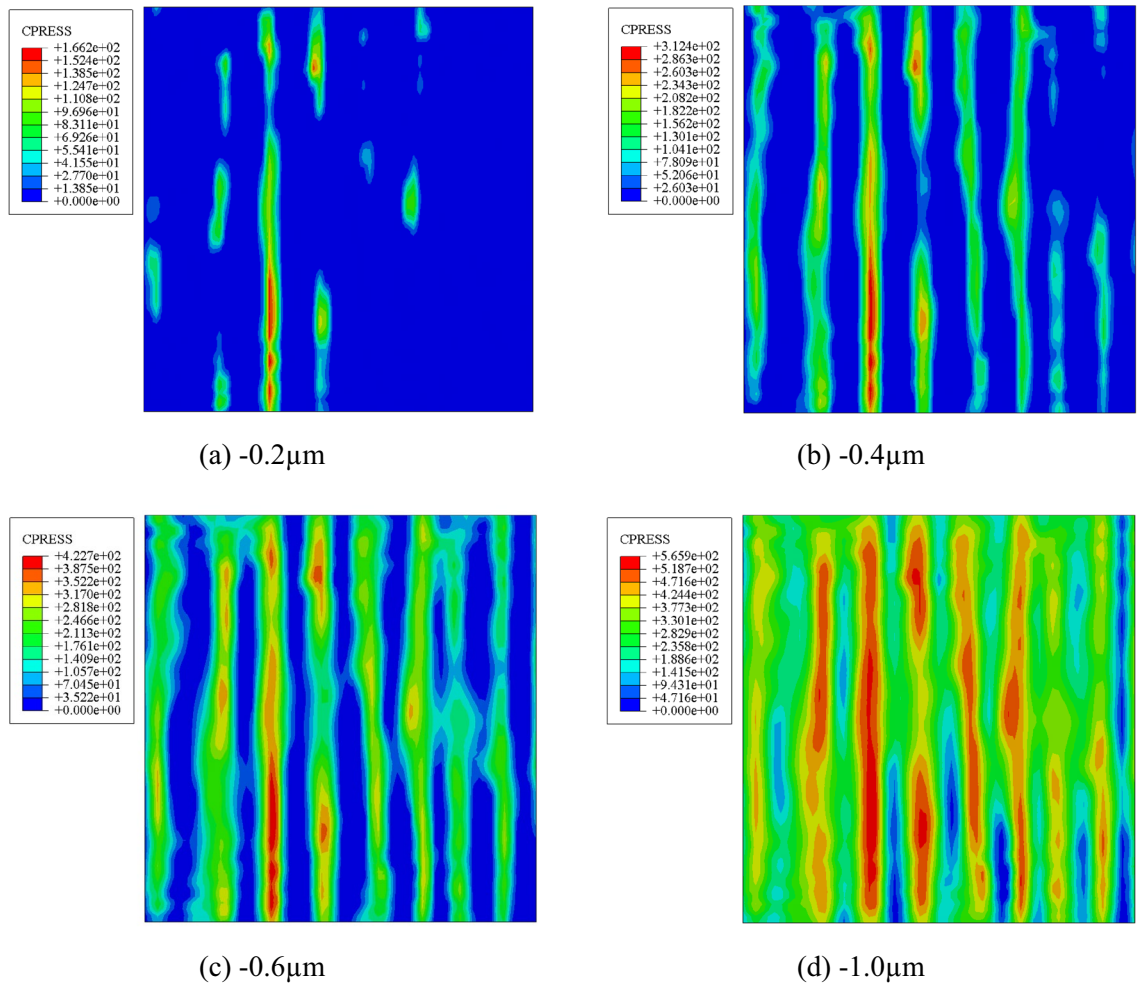 CPRESS
+1.662e+02
+1.524e+02
+1.385e+02
+1.247e+02
+1.108e+02
+9.696e+01
+8.311e+01
+6.926e+01
+5.541e+01
+4.155e+01
+2.770e+01
+1.385e+01
+0.000e+00
(a) -0.2µm
CPRESS
+3.124e+02
+2.863e+02
+2.603e+02
+2.343e+02
+2.082e+02
+1.822e+02
+1.562e+02
+1.301e+02
+1.041e+02
+7.809e+01
+5.206e+01
+2.603e+01
+0.000e+00
(b) -0.4µm
CPRESS
+4.227e+02
+3.875e+02
+3.522e+02
+3.170e+02
+2.818e+02
+2.466e+02
+2.113e+02
+1.761e+02
+1.409e+02
+1.057e+02
+7.045e+01
+3.522e+01
+0.000e+00
(c) -0.6µm
CPRESS
+5.659e+02
+5.187e+02
+4.716e+02
+4.244e+02
+3.773e+02
+3.301e+02
+2.829e+02
+2.358e+02
+1.886e+02
+1.415e+02
+9.431e+01
+4.716e+01
+0.000e+00
(d) -1.0µm